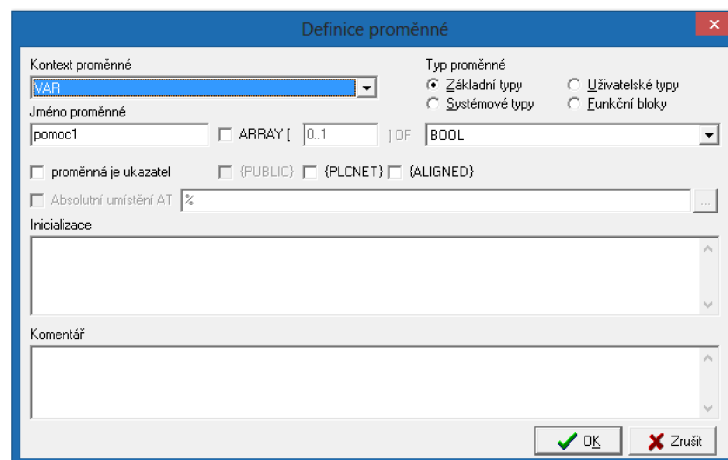 Definice proměnné
Kontext proměnné
VAR
Typ proměnné
Základní typy
Uživatelské typy
Systémové typy
Funkční bloky
Jméno proměnné
pomoc1
ARRAY [
0..1
] OF
BOOL
proměnná je ukazatel
{PUBLIC}
{PLCNET}
{ALIGNED}
Absolutní umístění AT
%
...
Inicializace
Komentář
OK
Zrušit